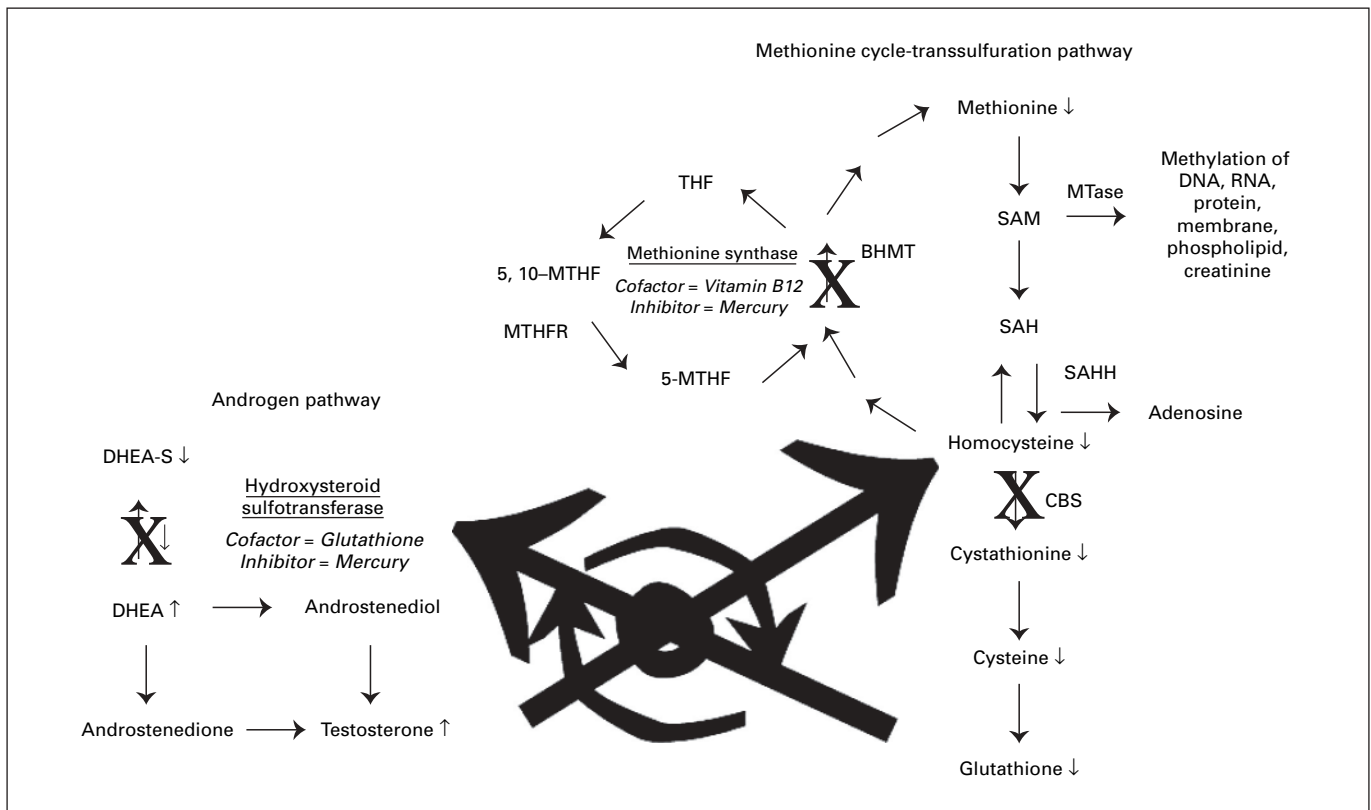 Methionine cycle-transsulfuration pathway
Methionine ↓
THF
MTase
Methylation of
DNA, RNA,
protein,
membrane,
phospholipid,
creatinine
SAM
Methionine synthase
Cofactor = Vitamin B12
Inhibitor = Mercury
X
BHMT
5, 10–MTHF
MTHFR
5-MTHF
SAH
SAHH
Adenosine
Homocysteine ↓
X
CBS
Cystathionine ↓
Cysteine ↓
Glutathione ↓
Androgen pathway
DHEA-S ↓
Hydroxysteroid
sulfotransferase
Cofactor = Glutathione
Inhibitor = Mercury
X ↓
DHEA ↑
Androstenediol
Androstenedione
Testosterone ↑